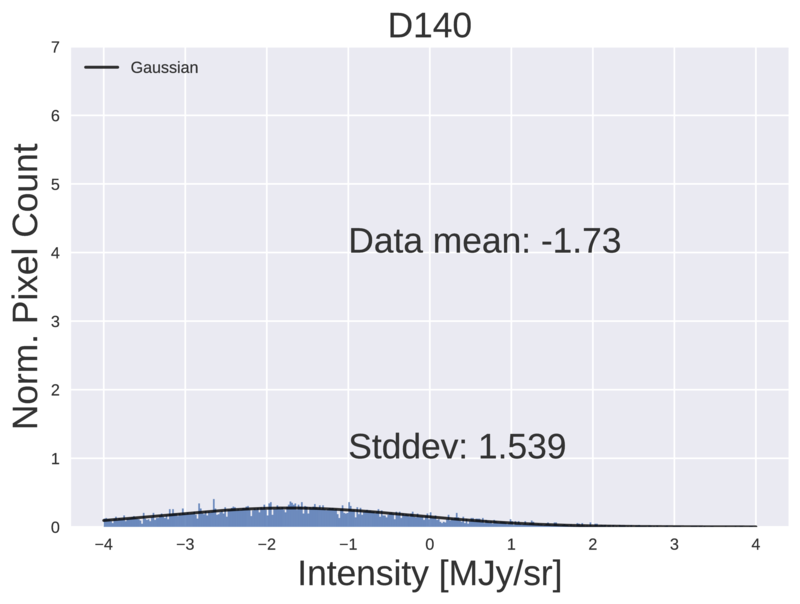 D140
7
Gaussian
6
5
Data mean: -1.73
4
3
2
Stddev: 1.539
1
0
Norm. Pixel Count
−4 −3 −2 −1 0 1 2 3 4
Intensity [MJy/sr]